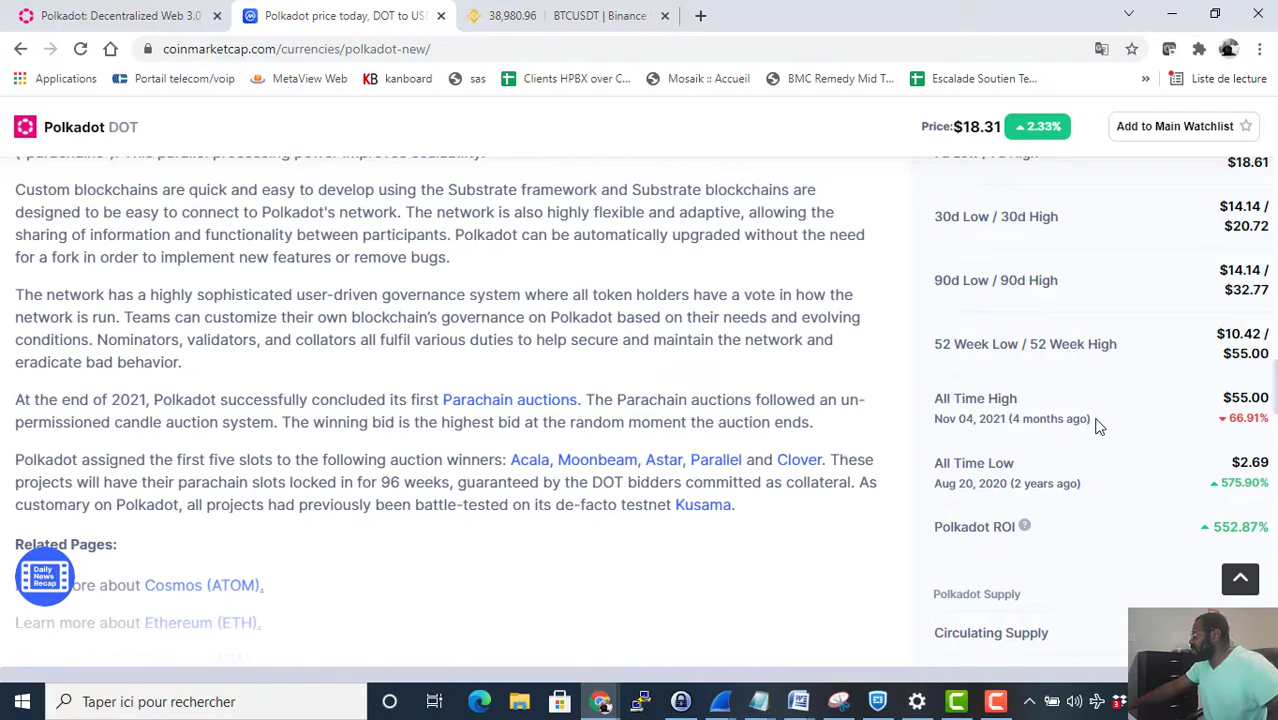 Polkadot: Decentralized Web 3.0
Polkadot price today, DOT to US
38,980.96 BTCUSDT | Binance
coinmarketcap.com/currencies/polkadot-new/
Applications
Portail telecom/voip
MetaView Web
kanboard
sas
Clients HPBX over C...
Mosaik :: Accueil
BMC Remedy Mid T...
Escalade Soutien Te...
»
Liste de lecture
Polkadot DOT
Price:$18.31 2.33%
Add to Main Watchlist
Custom blockchains are quick and easy to develop using the Substrate framework and Substrate blockchains are
designed to be easy to connect to Polkadot's network. The network is also highly flexible and adaptive, allowing the
sharing of information and functionality between participants. Polkadot can be automatically upgraded without the need
for a fork in order to implement new features or remove bugs.
The network has a highly sophisticated user-driven governance system where all token holders have a vote in how the
network is run. Teams can customize their own blockchain's governance on Polkadot based on their needs and evolving
conditions. Nominators, validators, and collators all fulfil various duties to help secure and maintain the network and
eradicate bad behavior.
At the end of 2021, Polkadot successfully concluded its first Parachain auctions. The Parachain auctions followed an un-
permissioned candle auction system. The winning bid is the highest bid at the random moment the auction ends.
Polkadot assigned the first five slots to the following auction winners: Acala, Moonbeam, Astar, Parallel and Clover. These
projects will have their parachain slots locked in for 96 weeks, guaranteed by the DOT bidders committed as collateral. As
customary on Polkadot, all projects had previously been battle-tested on its de-facto testnet Kusama.
Related Pages:
Daily
News
Recap
ore about Cosmos (ATOM).
Learn more about Ethereum (ETH).
$18.61
30d Low / 30d High
$14.14 /
$20.72
90d Low / 90d High
$14.14 /
$32.77
52 Week Low / 52 Week High
$10.42 /
$55.00
All Time High
$55.00
Nov 04, 2021 (4 months ago)
66.91%
All Time Low
$2.69
Aug 20, 2020 (2 years ago)
575.90%
Polkadot ROI
552.87%
Polkadot Supply
Circulating Supply
Taper ici pour rechercher